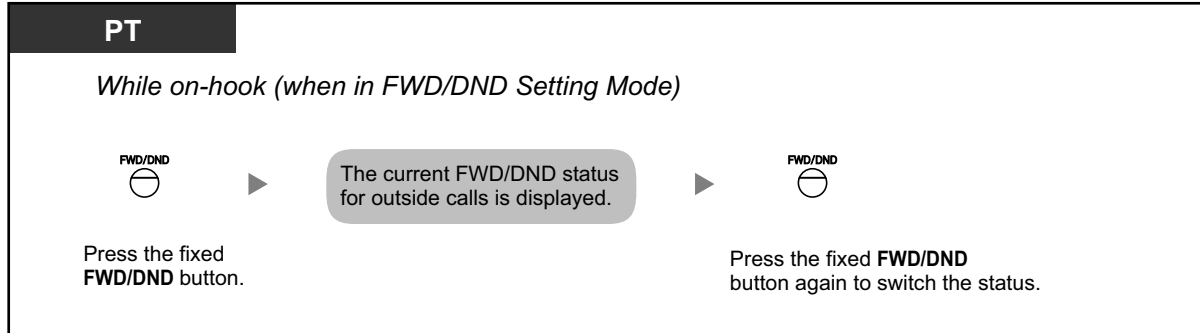 PT
While on-hook (when in FWD/DND Setting Mode)
FWD/DND
The current FWD/DND status
for outside calls is displayed.
FWD/DND
Press the fixed
FWD/DND button.
Press the fixed FWD/DND
button again to switch the status.